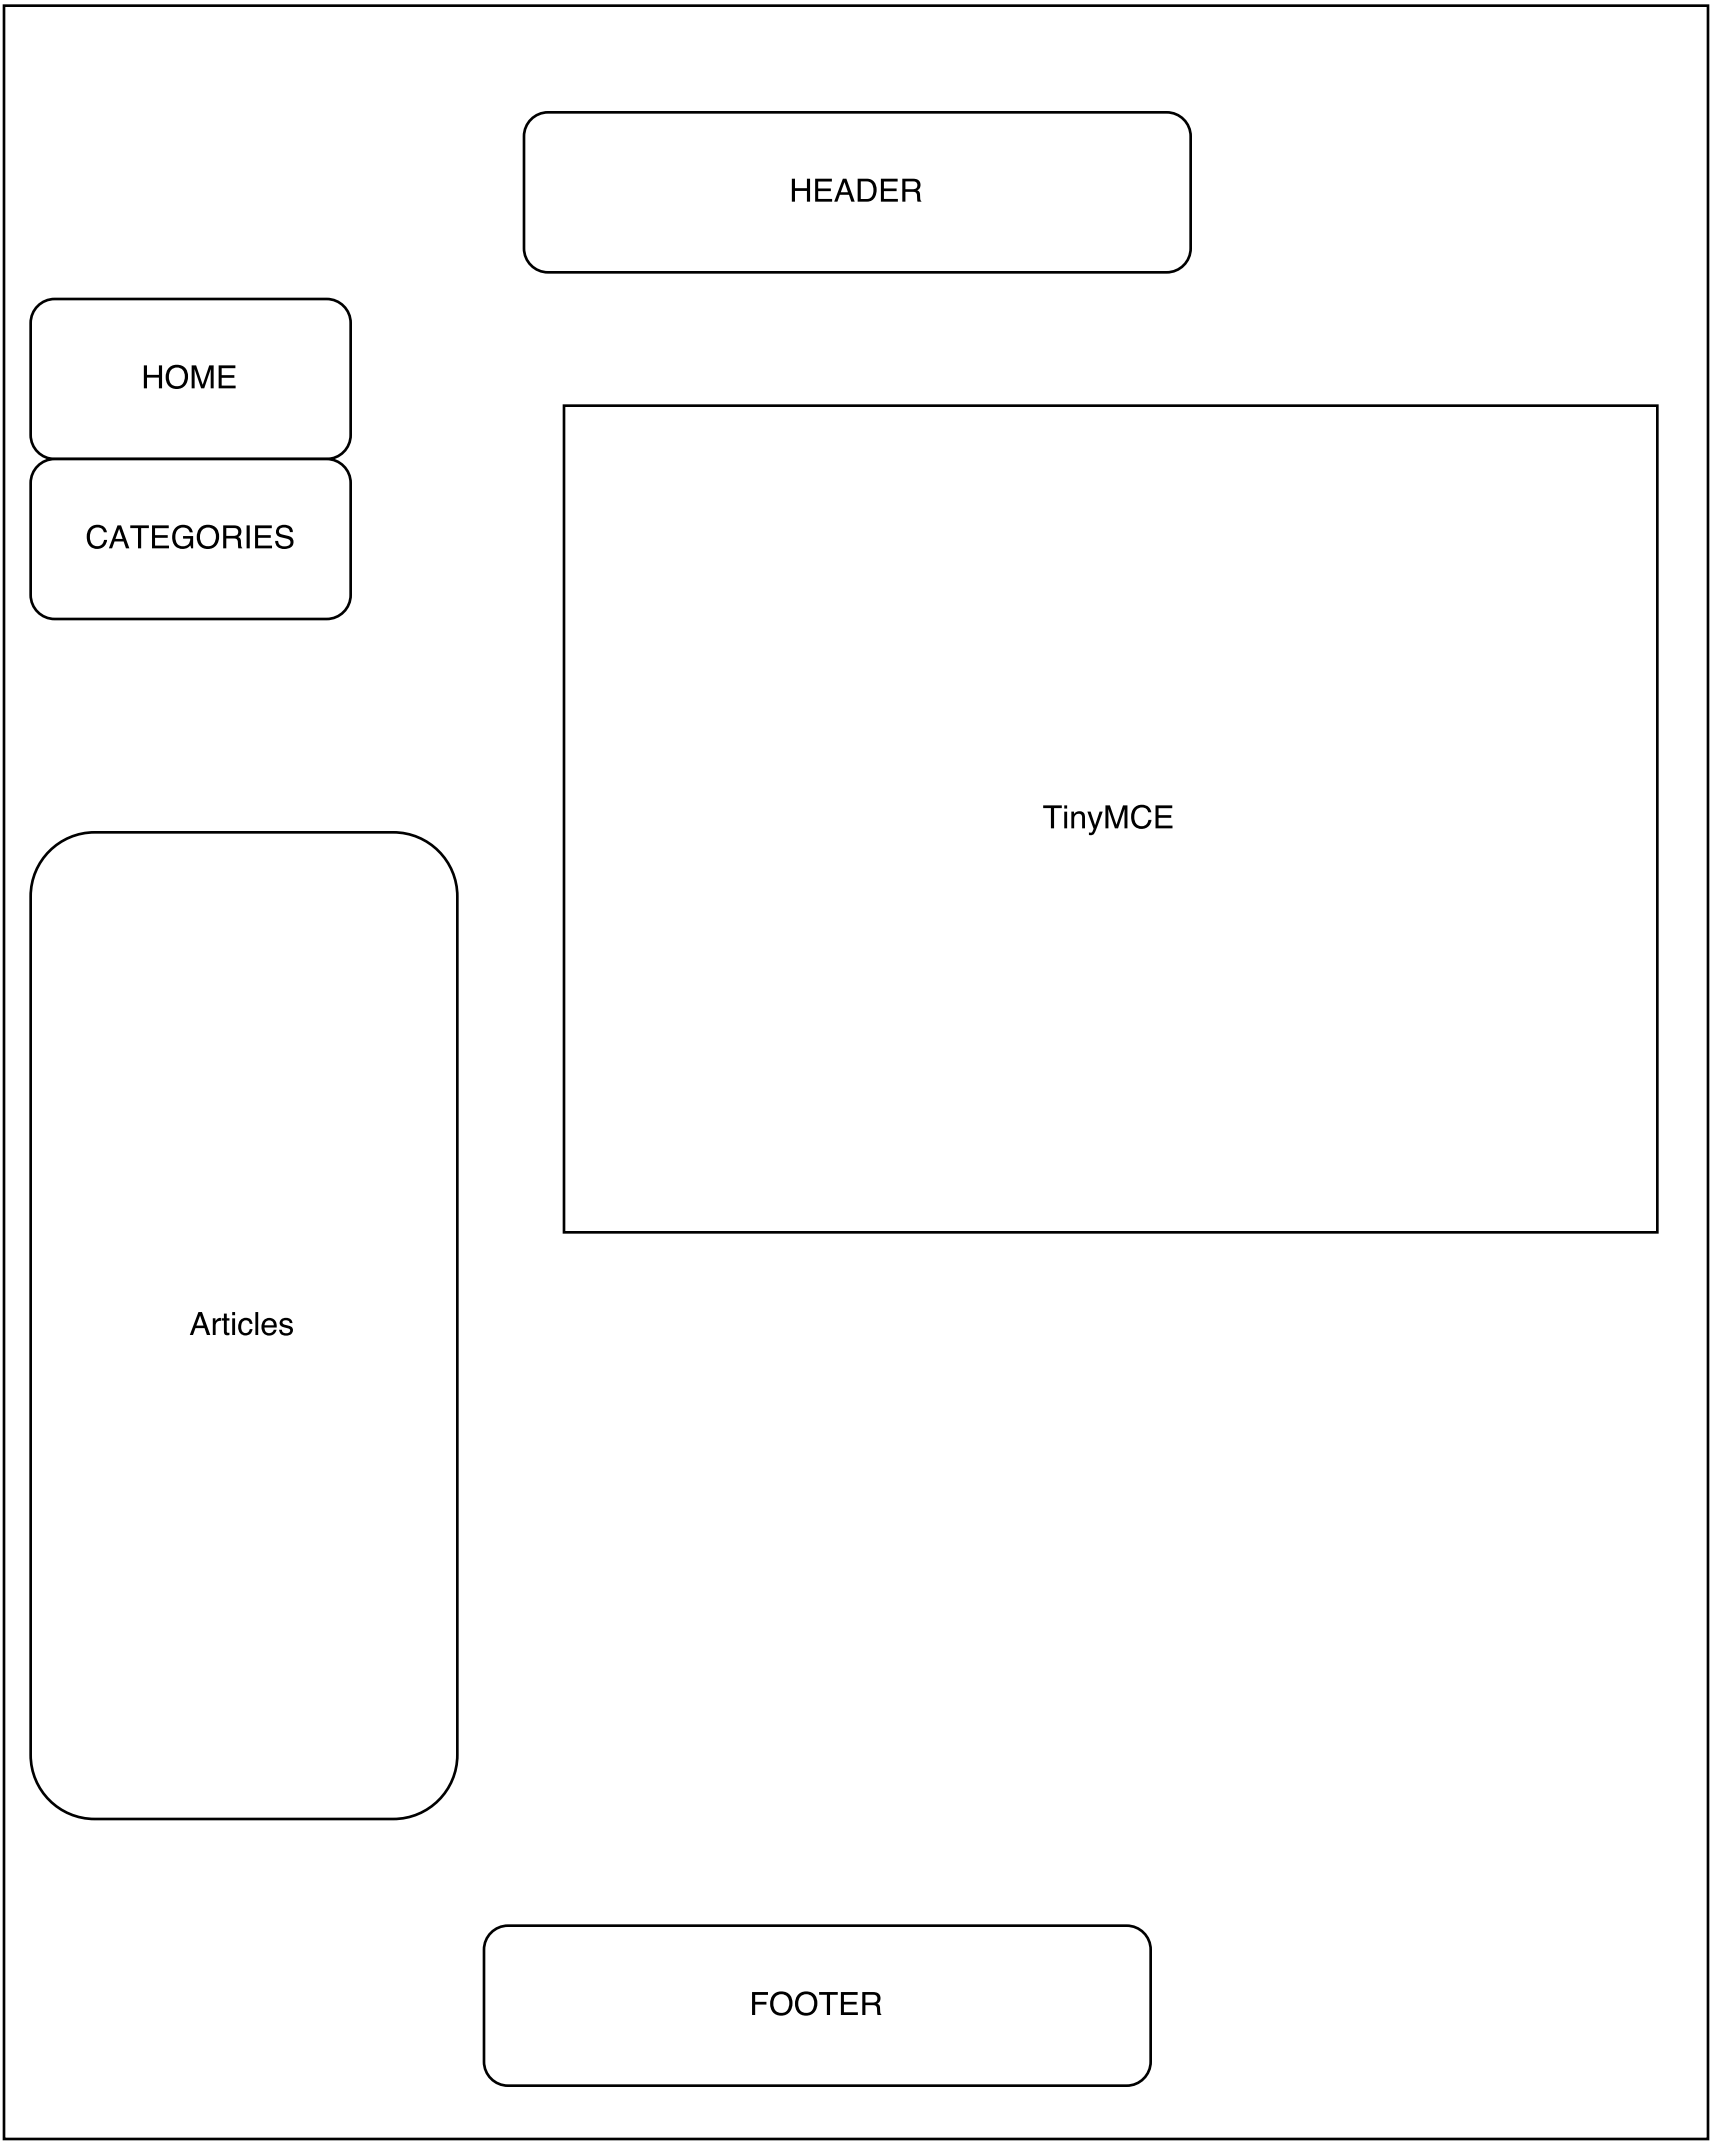 HEADER
HOME
CATEGORIES
TinyMCE
Articles
FOOTER